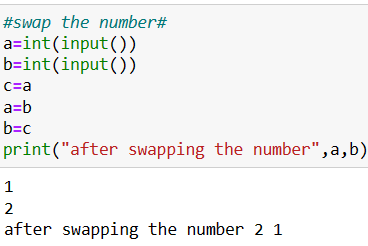 #swap the number#
a=int(input())
b=int(input())
c=a
a=b
b=c
print("after swapping the number",a,b)
1
2
after swapping the number 2 1